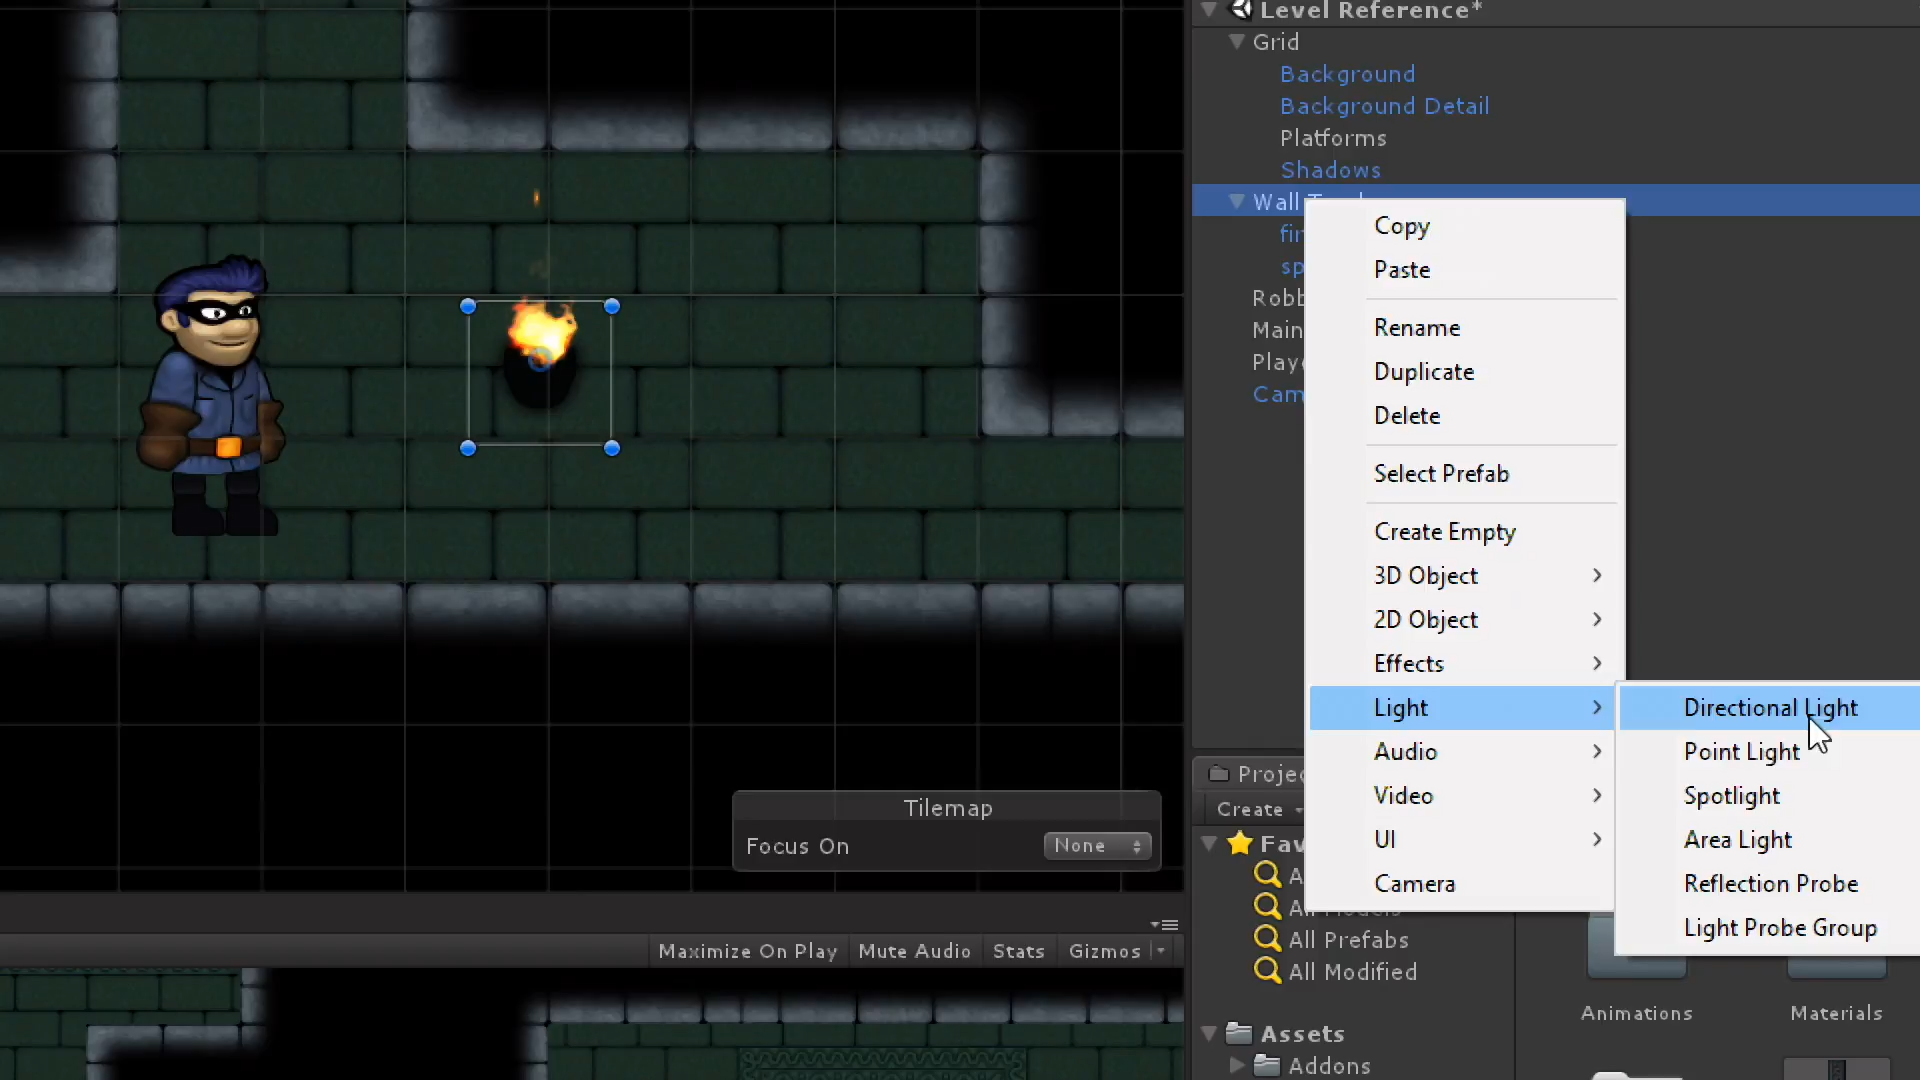 Level Reference*
Grid
Background
Background Detail
Platforms
Shadows
Wall
Main
Copy
Paste
Rename
Duplicate
Delete
Select Prefab
Create Empty
3D Object
2D Object
Effects
Light
Audio
Video
UI
Camera
Directional Light
Point Light
Spotlight
Area Light
Reflection Probe
Light Probe Group
Tilemap
Focus On
None
Maximize On Play
Mute Audio
Stats
Gizmos
Create
All Prefabs
All Modified
Assets
Addons
Animations
Materials